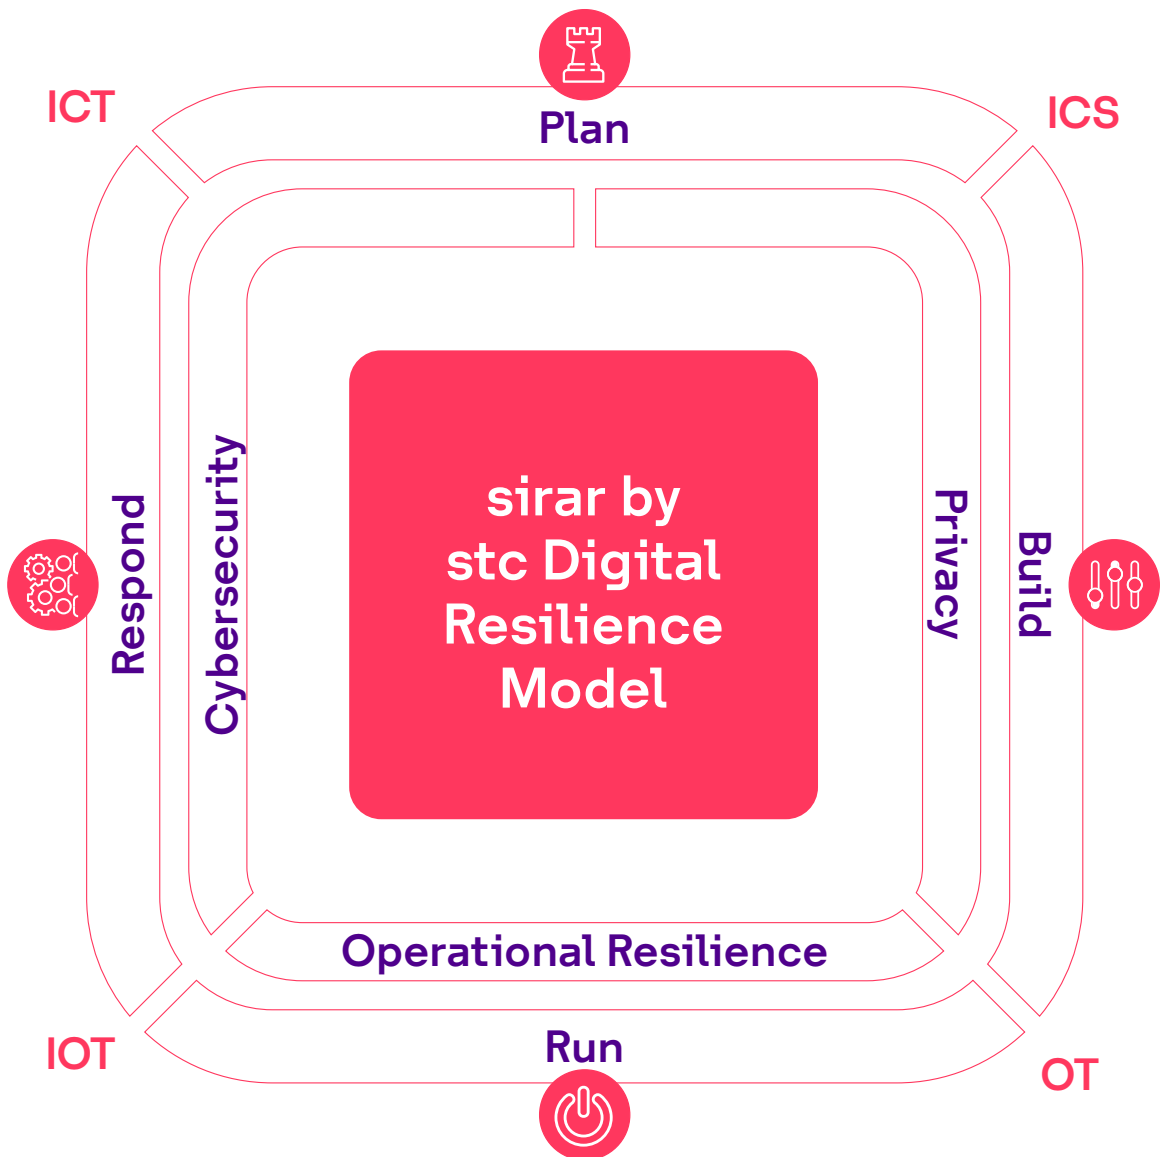 ICT
ICS
Plan
Respond
Cybersecurity
sirar by
stc Digital
Resilience
Model
Privacy
Build
Operational Resilience
Run
IOT
OT